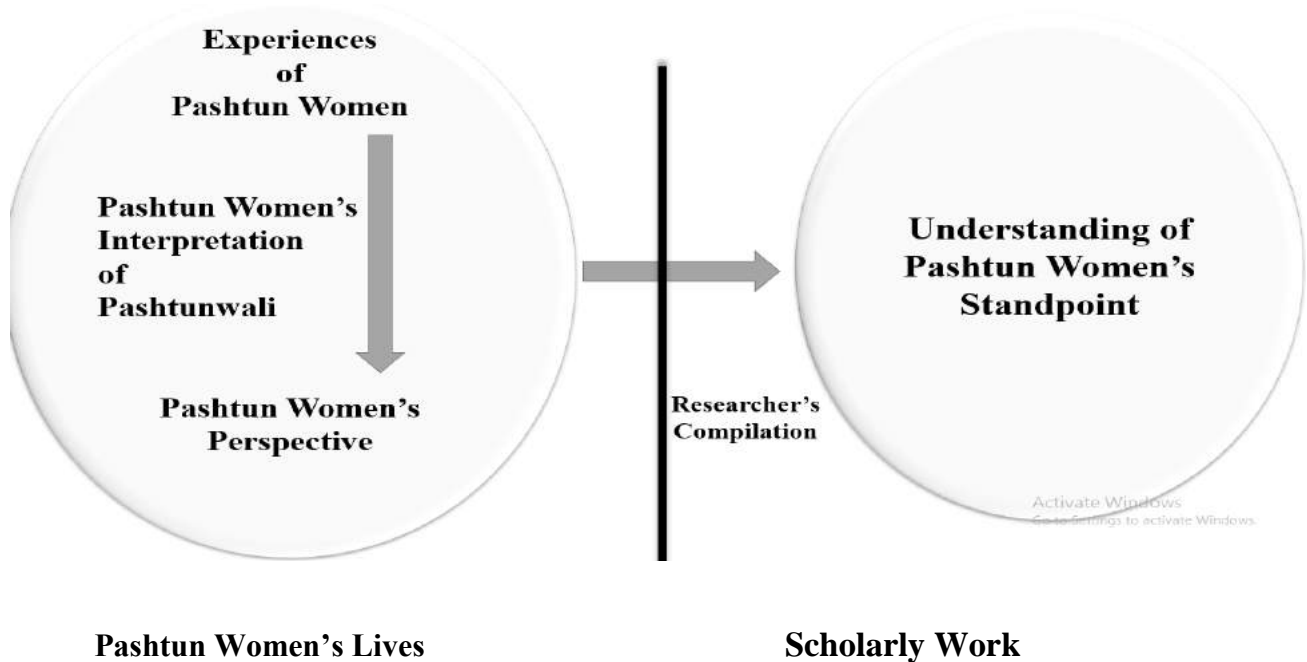 Experiences
of
Pashtun Women
Pashtun Women’s
Interpretation
of
Pashtunwali
Pashtun Women’s
Perspective
Researcher’s
Compilation
Understanding of
Pashtun Women’s
Standpoint
Activate Windows
Go to Settings to activate Windows.
Pashtun Women’s Lives
Scholarly Work